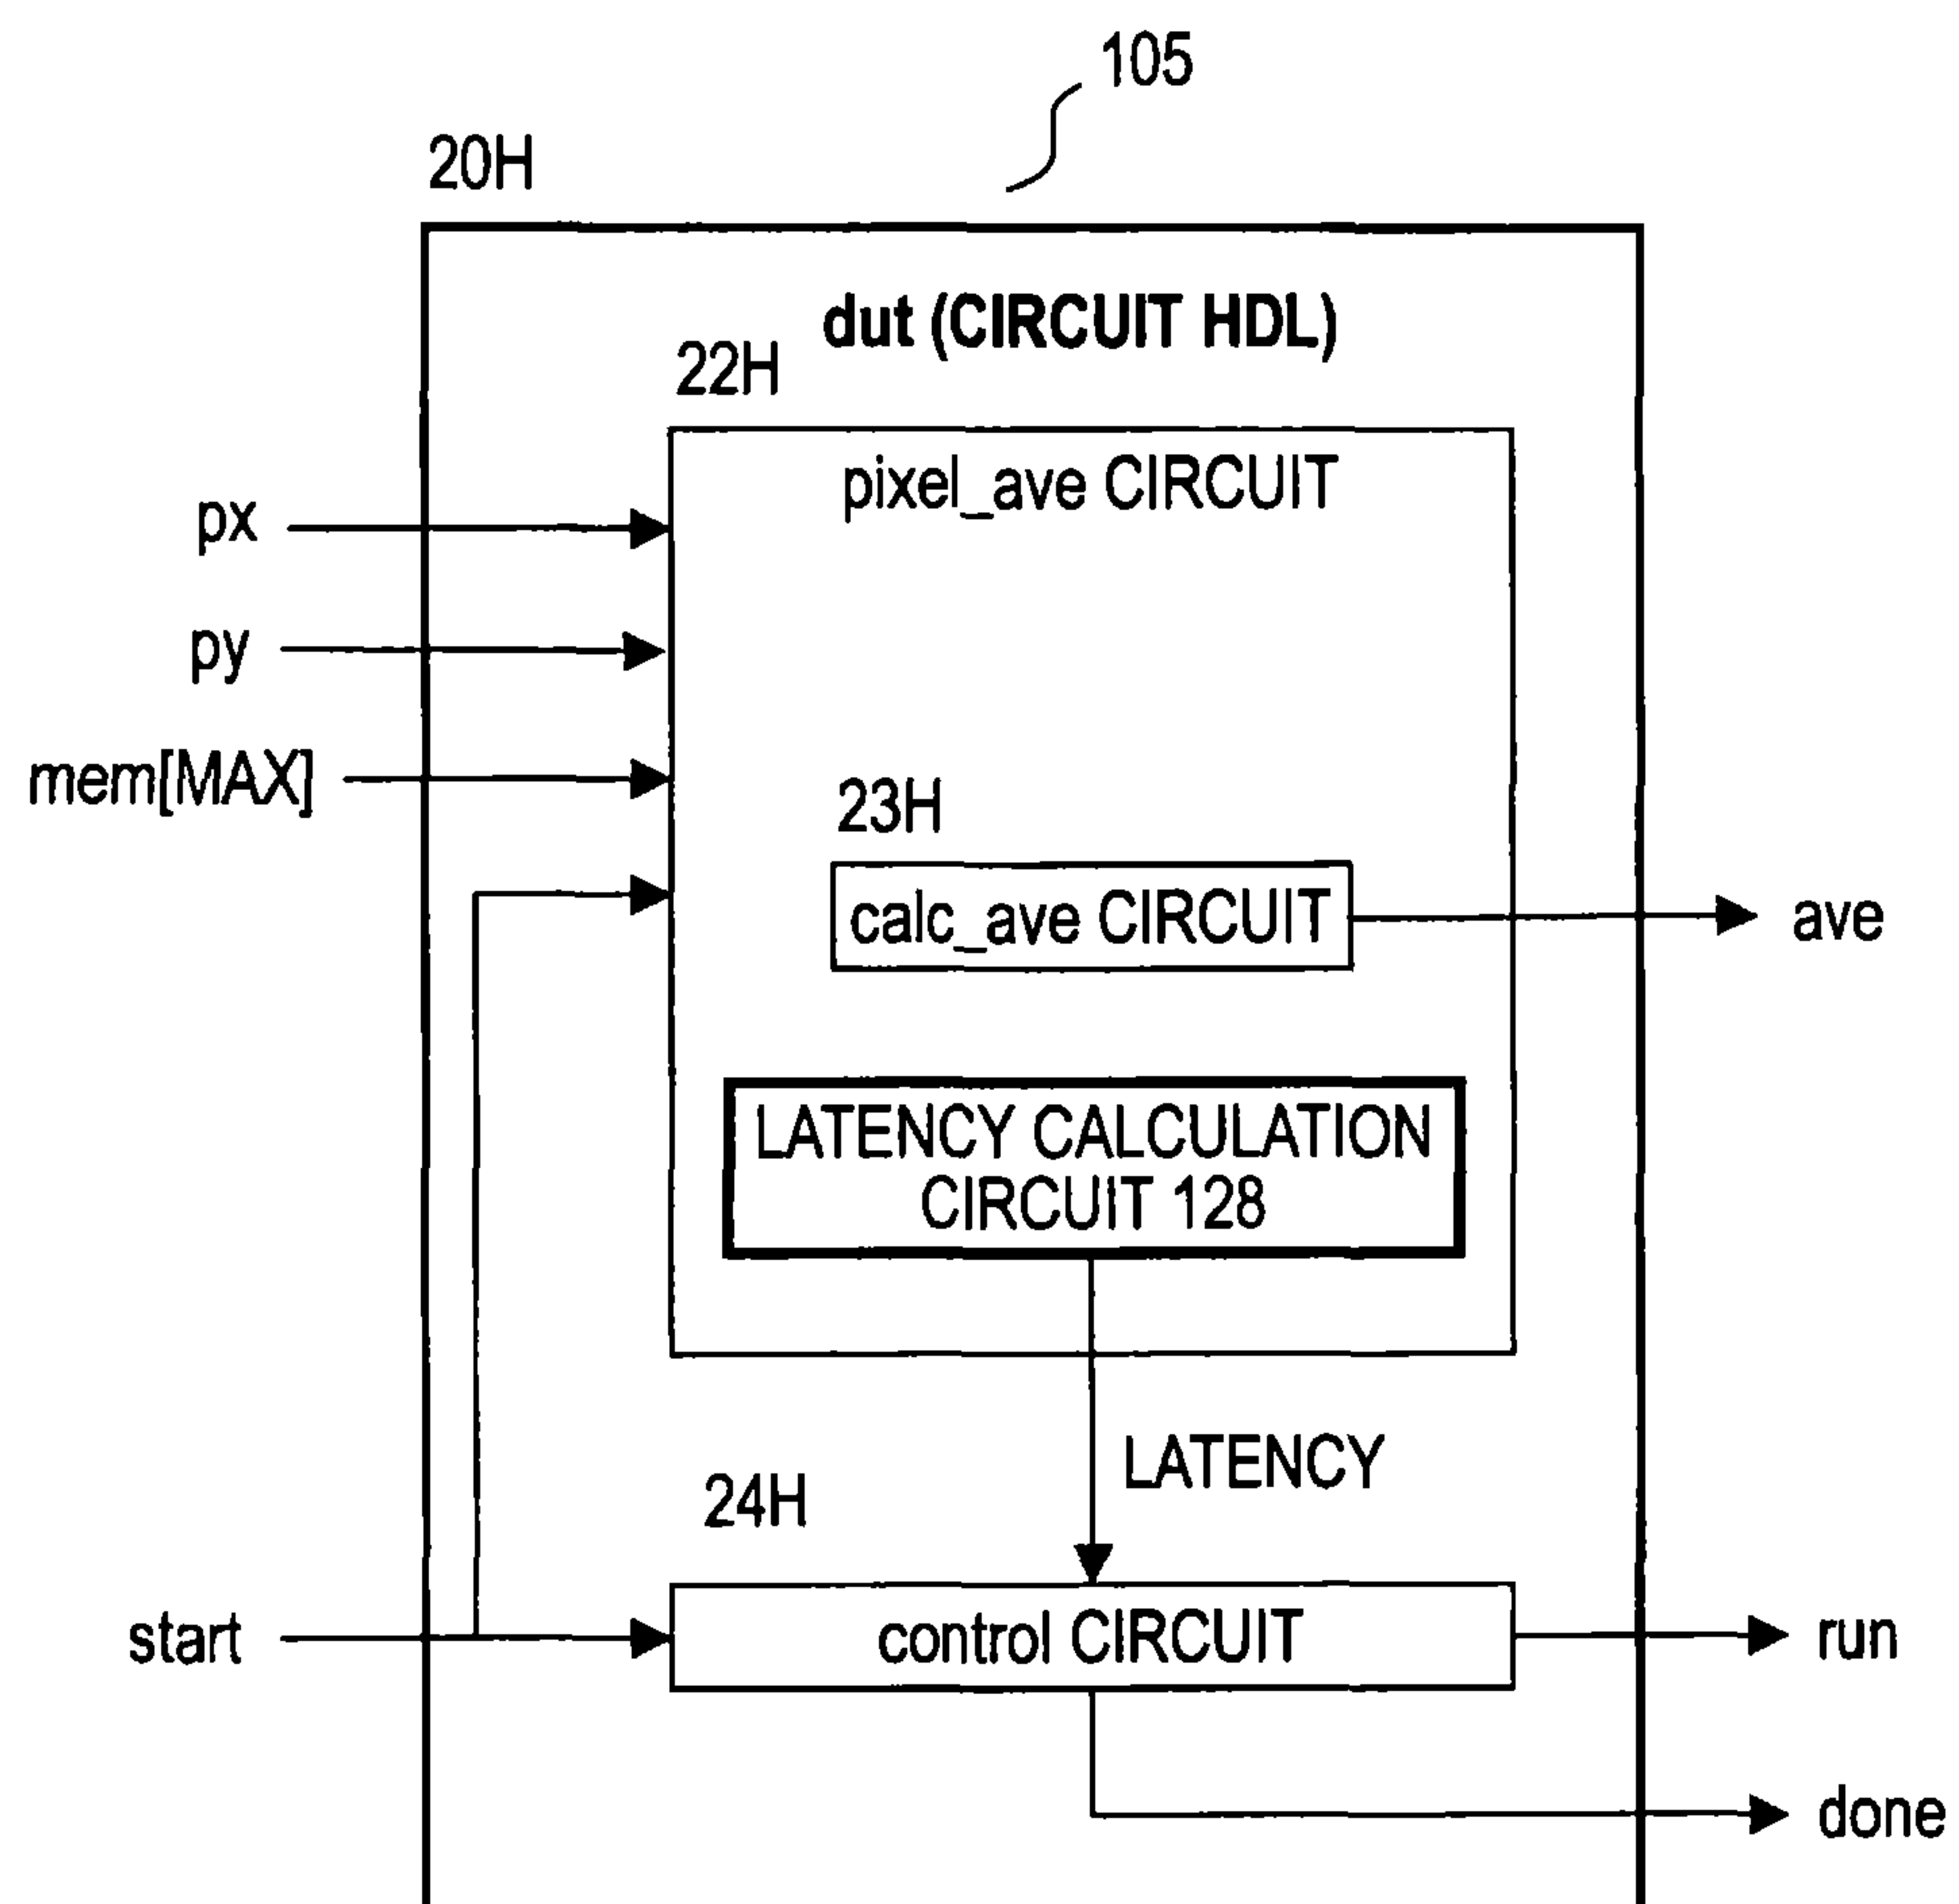 105
20H
dut (CIRCUIT HDL)
22H
pixel_ave CIRCUIT
px
py
mem[MAX]
23H
calc_ave CIRCUIT
ave
LATENCY CALCULATION
CIRCUIT 128
LATENCY
24H
start
control CIRCUIT
run
done